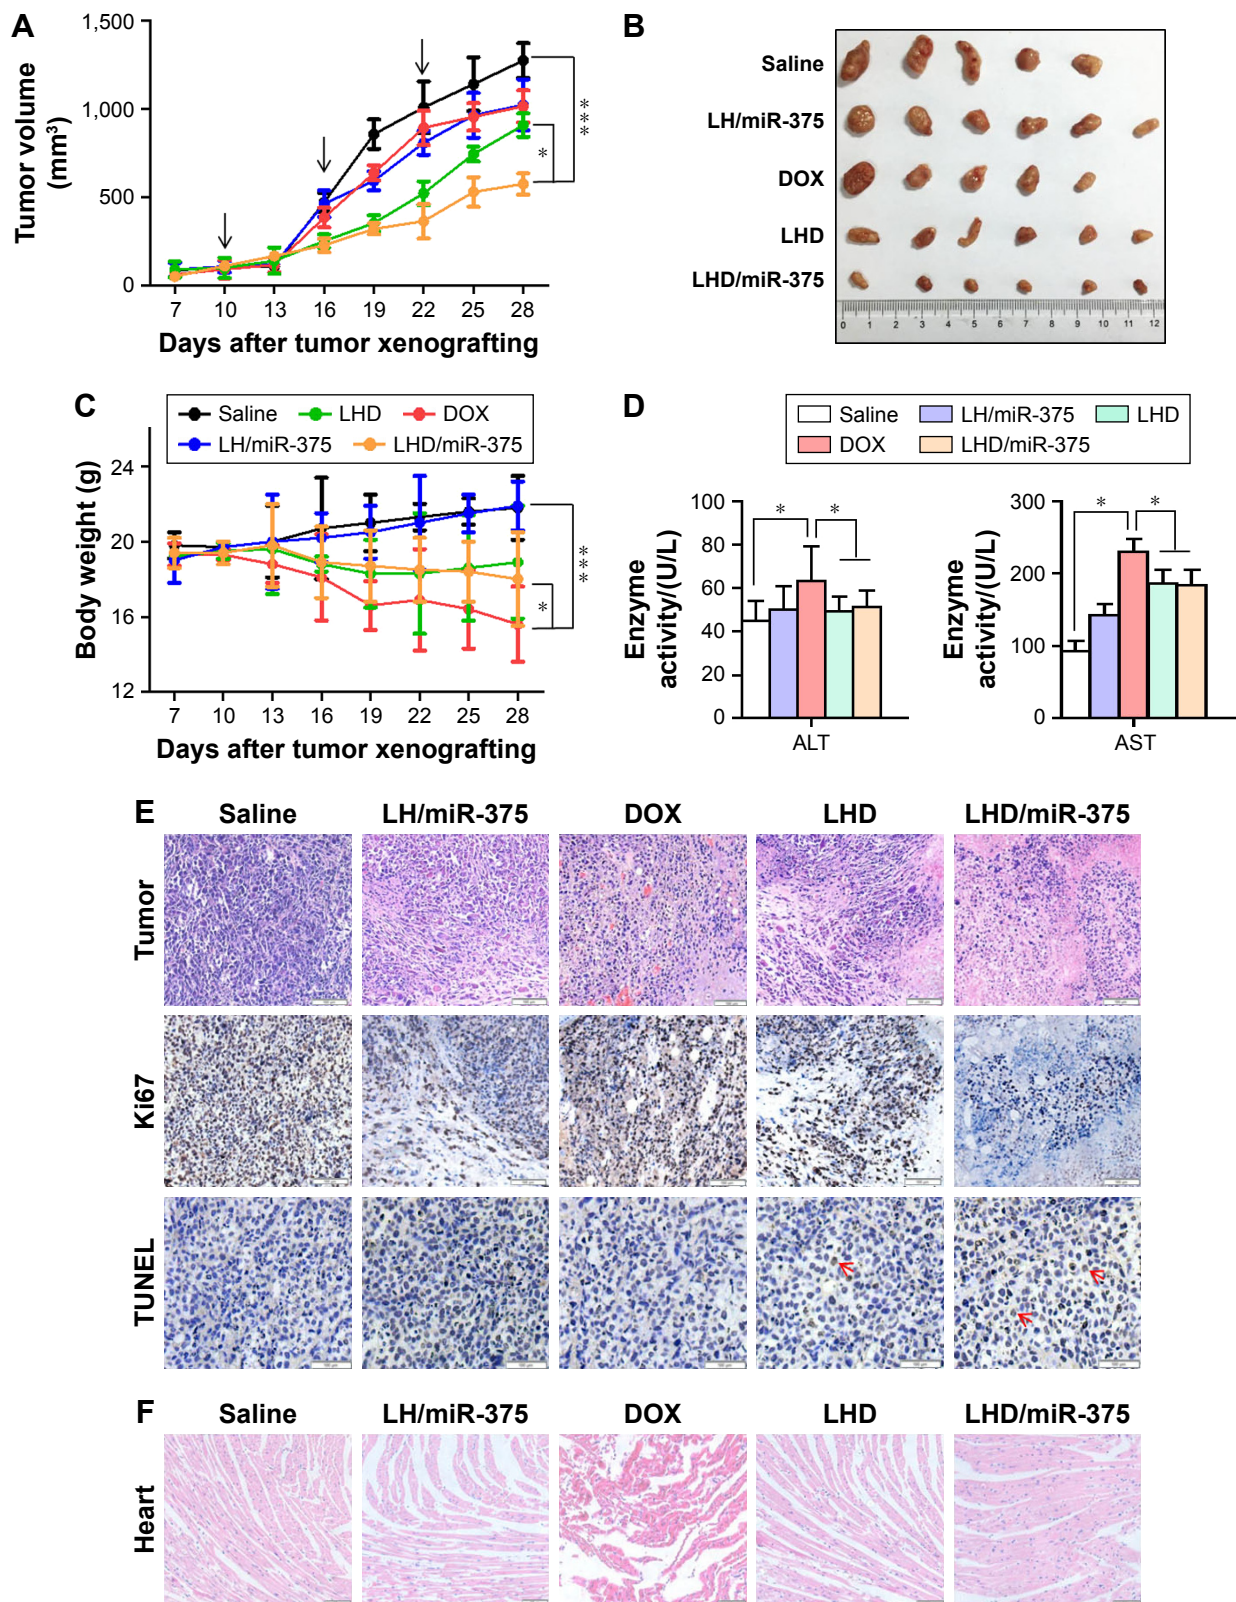 A
Tumor volume
(mm³)
1,500
1,000
500
0
***
*
7 10 13 16 19 22 25 28
Days after tumor xenografting
B
Saline
LH/miR-375
DOX
LHD
LHD/miR-375
0 1 2 3 4 5 6 7 8 9 10 11 12
C
Saline LHD DOX
LH/miR-375 LHD/miR-375
Body weight (g)
24
20
16
12
***
*
7 10 13 16 19 22 25 28
Days after tumor xenografting
D
Saline LH/miR-375 LHD
DOX LHD/miR-375
Enzyme
activity/(U/L)
100
80
60
40
20
0
* *
ALT
Enzyme
activity/(U/L)
300
200
100
0
* *
AST
E
Saline LH/miR-375 DOX LHD LHD/miR-375
Tumor
Ki67
TUNEL
F
Saline LH/miR-375 DOX LHD LHD/miR-375
Heart